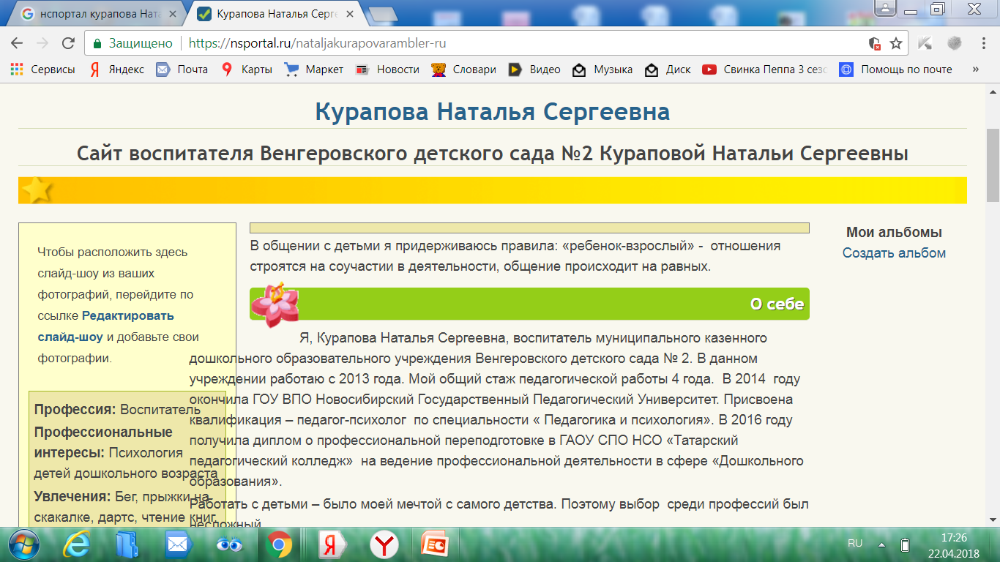 нспортал курапова Ната
Курапова Наталья Серге
Защищено
https://nsportal.ru/nataljakurapovarambler-ru
Сервисы Яндекс Почта Карты Маркет Новости Словари Видео Музыка Диск Свинка Пеппа 3 сезо Помощь по почте »
Курапова Наталья Сергеевна
Сайт воспитателя Венгеровского детского сада №2 Кураповой Натальи Сергеевны
Чтобы расположить здесь
слайд-шоу из ваших
фотографий, перейдите по
ссылке Редактировать
слайд-шоу и добавьте свои
фотографии.
Профессия: Воспитатель
Профессиональные
интересы: Психология
детей дошкольного возраста
Увлечения: Бег, прыжки на
скакалке, дартс, чтение книг
В общении с детьми я придерживаюсь правила: «ребенок-взрослый» - отношения
строятся на соучастии в деятельности, общение происходит на равных.
О себе
Я, Курапова Наталья Сергеевна, воспитатель муниципального казенного
дошкольного образовательного учреждения Венгеровского детского сада № 2. В данном
учреждении работаю с 2013 года. Мой общий стаж педагогической работы 4 года. В 2014 году
окончила ГОУ ВПО Новосибирский Государственный Педагогический Университет. Присвоена
квалификация – педагог-психолог по специальности « Педагогика и психология». В 2016 году
получила диплом о профессиональной переподготовке в ГАОУ СПО НСО «Татарский
педагогический колледж» на ведение профессиональной деятельности в сфере «Дошкольного
образования».
Работать с детьми – было моей мечтой с самого детства. Поэтому выбор среди профессий был
несложный
Мои альбомы
Создать альбом
RU
17:26
22.04.2018